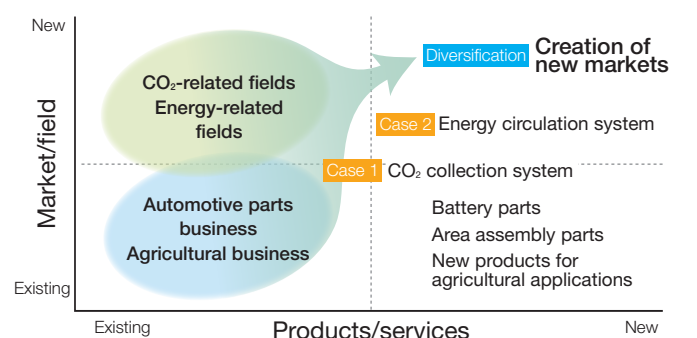 New
Market/field
Existing
CO₂-related fields
Energy-related
fields
Automotive parts
business
Agricultural business
Diversification
Creation of
new markets
Case 2 Energy circulation system
Case 1 CO₂ collection system
Battery parts
Area assembly parts
New products for
agricultural applications
Existing
Products/services
New